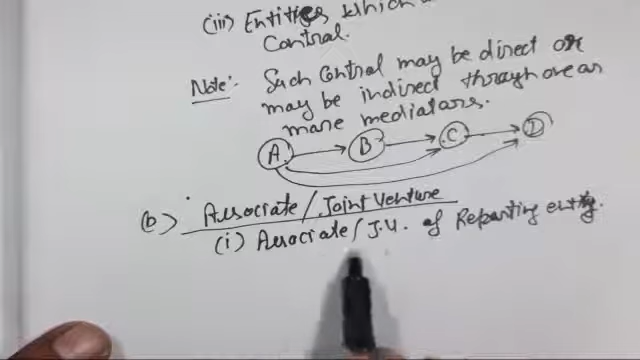 (iii) Entities which
Control.
Note:- Such Control may be direct or
may be indirect through one or
more mediators.
A B C D
(b) Associate/Joint Venture
(i) Associate/J.V. of Reporting entity.